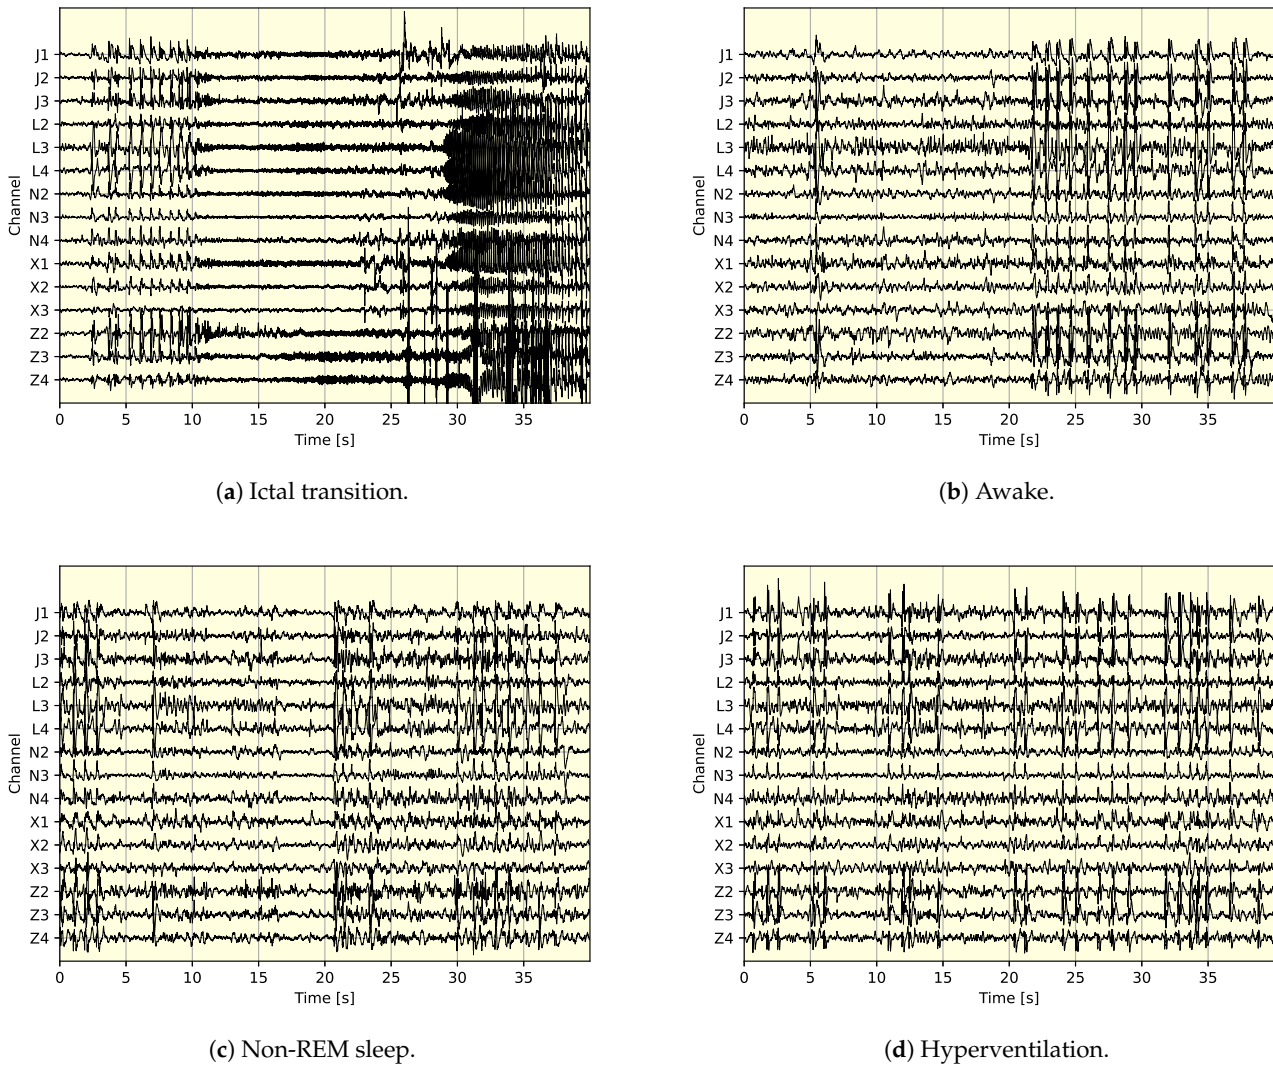 J1
J2
J3
L2
L3
L4
N2
N3
N4
X1
X2
X3
Z2
Z3
Z4
Channel
0 5 10 15 20 25 30 35
Time [s]
(a) Ictal transition.
J1
J2
J3
L2
L3
L4
N2
N3
N4
X1
X2
X3
Z2
Z3
Z4
Channel
0 5 10 15 20 25 30 35
Time [s]
(b) Awake.
J1
J2
J3
L2
L3
L4
N2
N3
N4
X1
X2
X3
Z2
Z3
Z4
Channel
0 5 10 15 20 25 30 35
Time [s]
(c) Non-REM sleep.
J1
J2
J3
L2
L3
L4
N2
N3
N4
X1
X2
X3
Z2
Z3
Z4
Channel
0 5 10 15 20 25 30 35
Time [s]
(d) Hyperventilation.